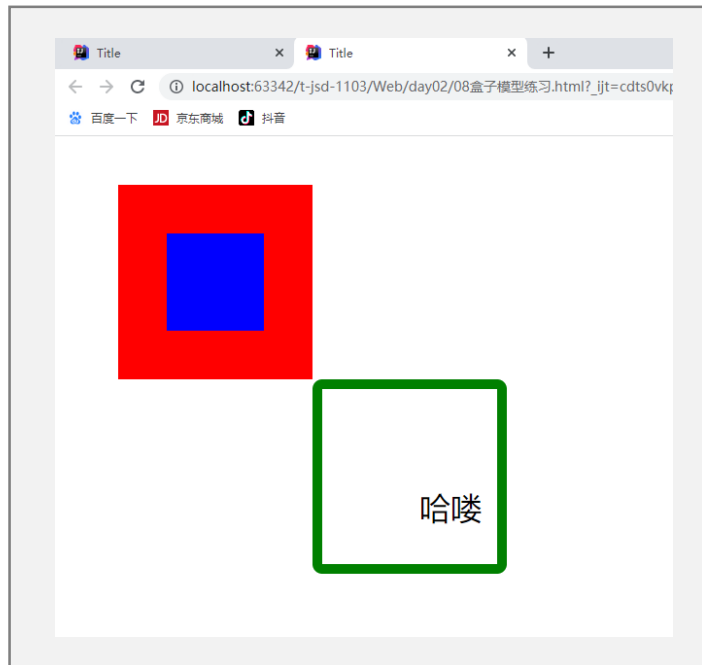 Title × Title × +
localhost:63342/t-jsd-1103/Web/day02/08盒子模型练习.html?_ijt=cdts0vkp
百度一下 JD 京东商城 抖音
哈喽